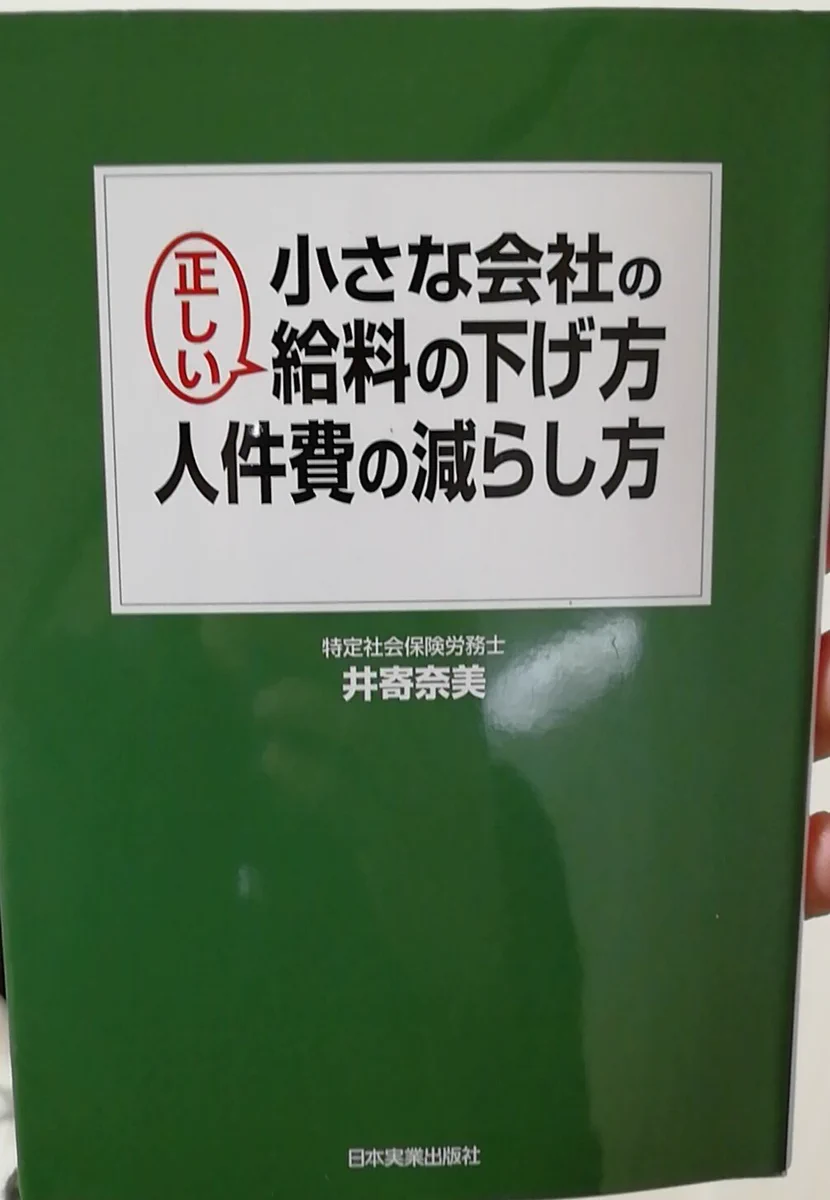 小さな会社の
正しい
給料の下げ方
人件費の減らし方
特定社会保険労務士
井寄奈美
日本実業出版社